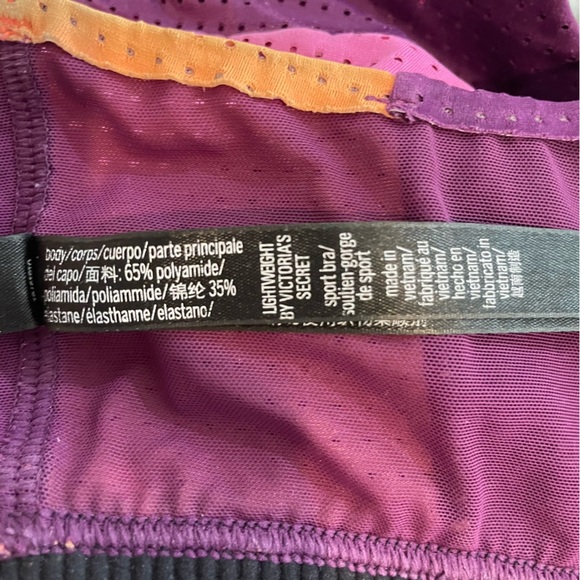 body/corps/cuerpo/parte principale
del capo/面料: 65% polyamide/
poliamida/poliammide/锦纶 35%
elastane/élasthanne/elastano/
LIGHTWEIGHT
BY VICTORIA'S
SECRET
sport bra/
soutien-gorge
de sport
made in
vietnam/
fabriqué au
vietnam/
hecho en
vietnam/
fabbricato in
vietnam/
越南制造